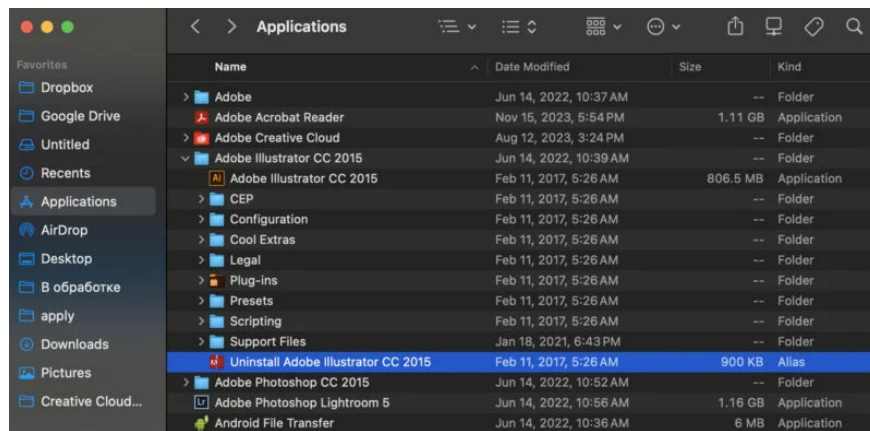 Applications
Favorites
Dropbox
Google Drive
Untitled
Recents
Applications
AirDrop
Desktop
В обработке
apply
Downloads
Pictures
Creative Cloud...
Name Date Modified Size Kind
Adobe Jun 14, 2022, 10:37 AM -- Folder
Adobe Acrobat Reader Nov 15, 2023, 5:54 PM 1.11 GB Application
Adobe Creative Cloud Aug 12, 2023, 3:24 PM -- Folder
Adobe Illustrator CC 2015 Jun 14, 2022, 10:39 AM -- Folder
Ai Adobe Illustrator CC 2015 Feb 11, 2017, 5:26 AM 806.5 MB Application
CEP Feb 11, 2017, 5:26 AM -- Folder
Configuration Feb 11, 2017, 5:26 AM -- Folder
Cool Extras Feb 11, 2017, 5:26 AM -- Folder
Legal Feb 11, 2017, 5:26 AM -- Folder
Plug-ins Feb 11, 2017, 5:26 AM -- Folder
Presets Feb 11, 2017, 5:26 AM -- Folder
Scripting Feb 11, 2017, 5:26 AM -- Folder
Support Files Jan 18, 2021, 6:43 PM -- Folder
Uninstall Adobe Illustrator CC 2015 Feb 11, 2017, 5:26 AM 900 KB Alias
Adobe Photoshop CC 2015 Jun 14, 2022, 10:52 AM -- Folder
Lr Adobe Photoshop Lightroom 5 Jun 14, 2022, 10:56 AM 1.16 GB Application
Android File Transfer Jun 14, 2022, 10:36 AM 6 MB Application